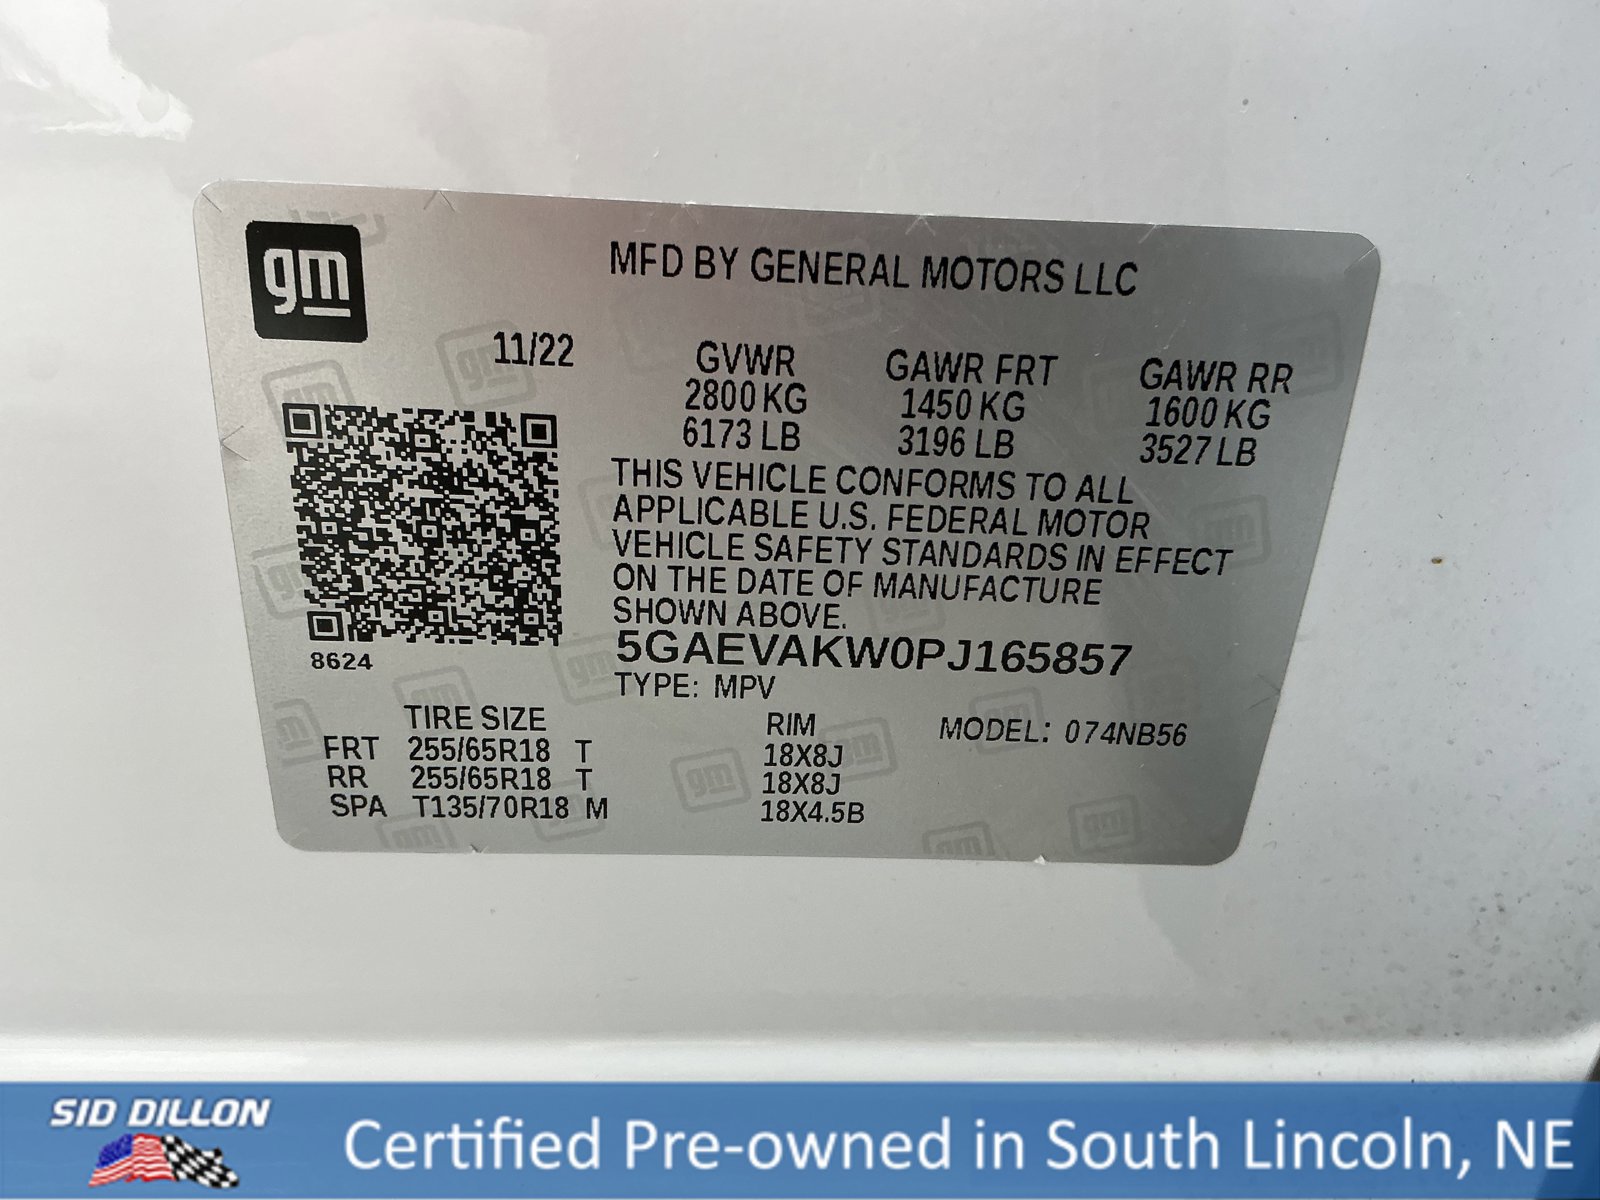 gm
MFD BY GENERAL MOTORS LLC
11/22
GVWR GAWR FRT GAWR RR
2800 KG 1450 KG 1600 KG
6173 LB 3196 LB 3527 LB
THIS VEHICLE CONFORMS TO ALL
APPLICABLE U.S. FEDERAL MOTOR
VEHICLE SAFETY STANDARDS IN EFFECT
ON THE DATE OF MANUFACTURE
SHOWN ABOVE.
5GAEVAKW0PJ165857
8624
TYPE: MPV
TIRE SIZE RIM MODEL: 074NB56
FRT 255/65R18 T 18X8J
RR 255/65R18 T 18X8J
SPA T135/70R18 M 18X4.5B
SID DILLON
Certified Pre-owned in South Lincoln, NE